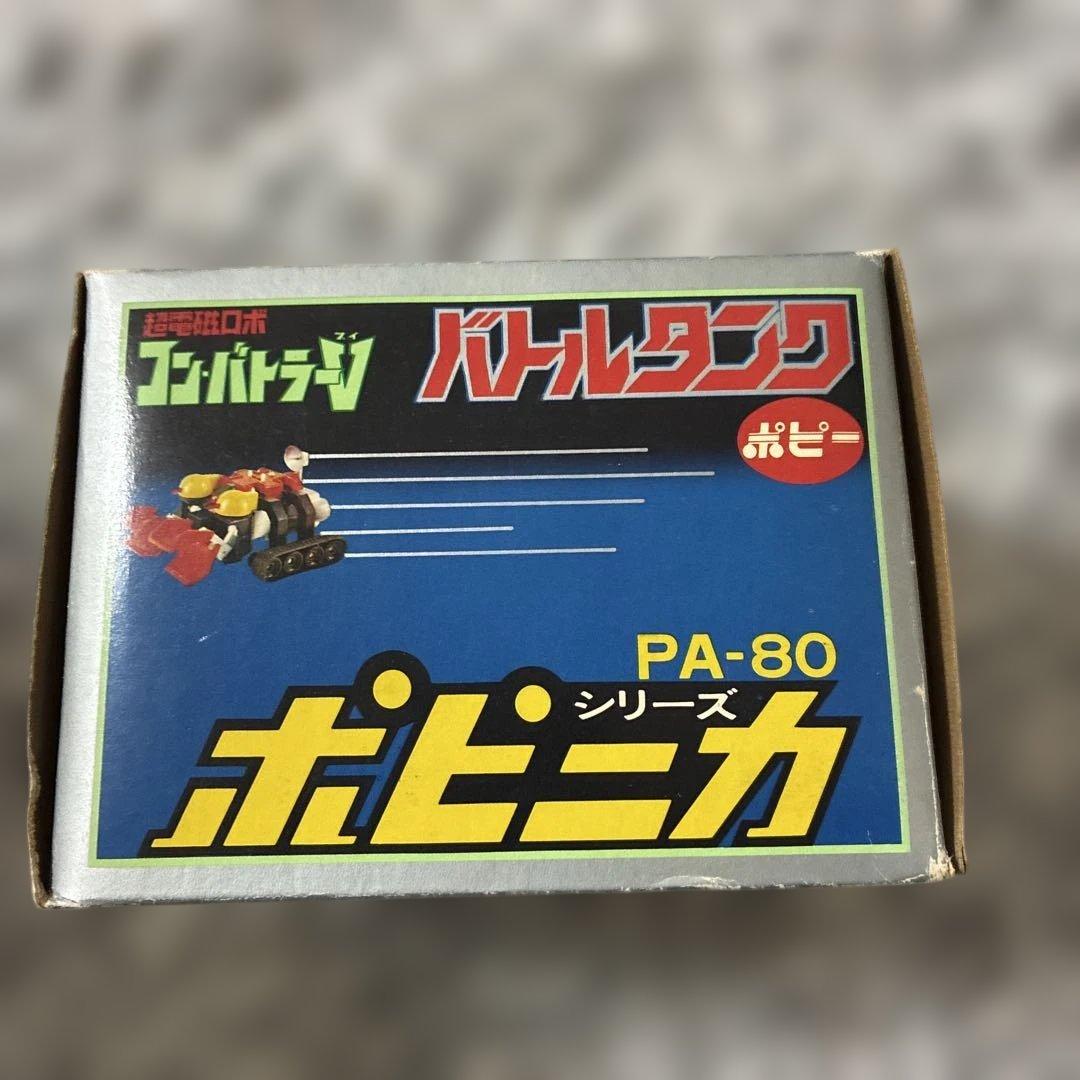 超電磁ロボ
ブイ
コン・バトラーV
バトルタンク
ポピー
PA-80
シリーズ
ポピニカ